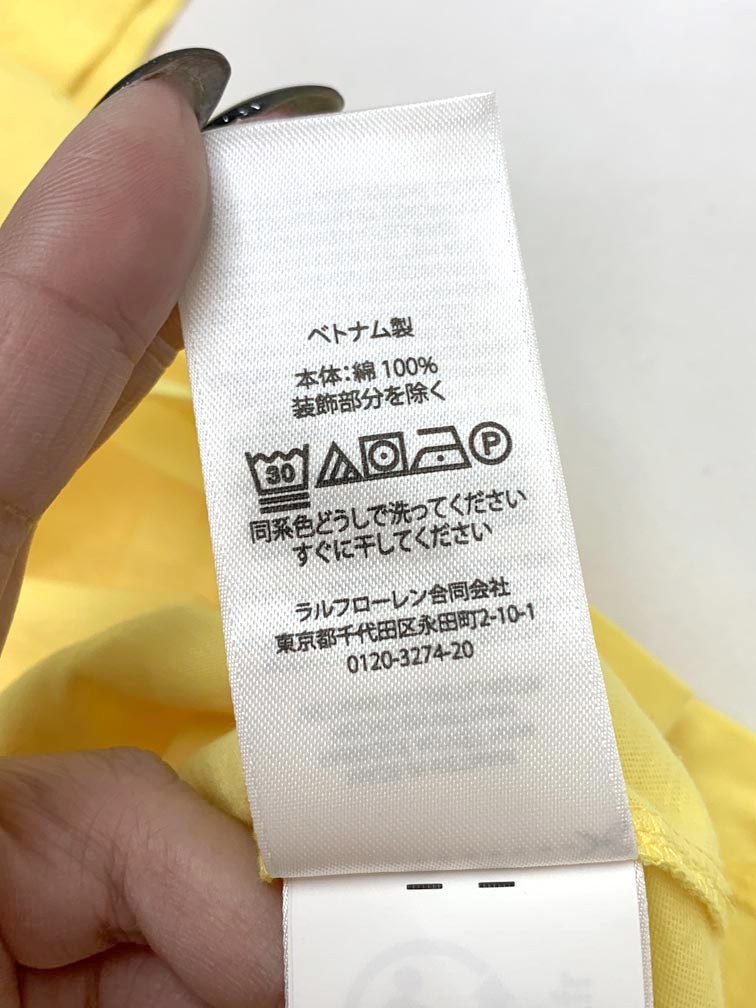 ベトナム製
本体:綿 100%
装飾部分を除く
30 P
同系色どうしで洗ってください
すぐに干してください
ラルフローレン合同会社
東京都千代田区永田町2-10-1
0120-3274-20